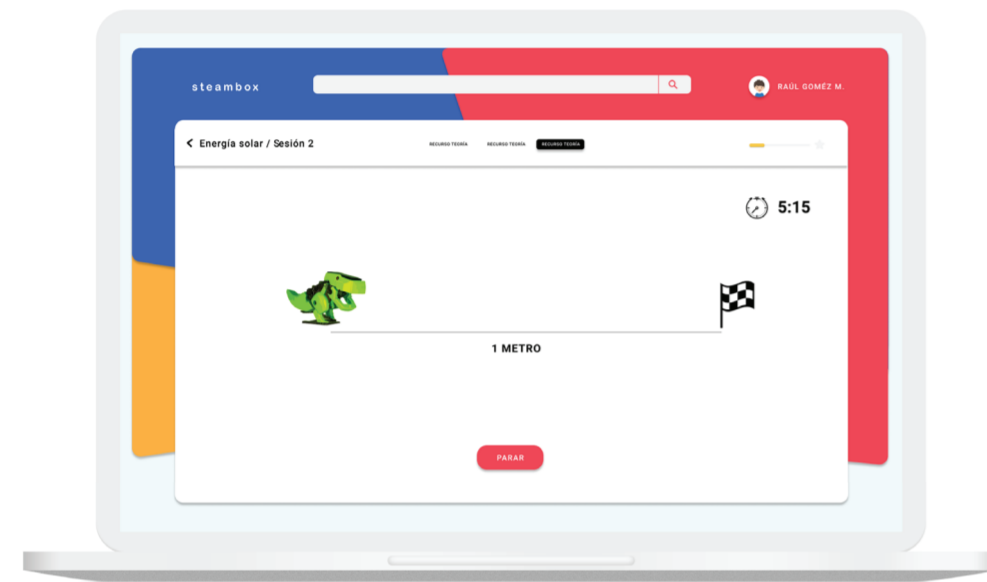 steambox
RAÚL GOMÉZ M.
Energía solar / Sesión 2
RECURSO TEORÍA
RECURSO TEORÍA
RECURSO TEORÍA
5:15
1 METRO
PARAR